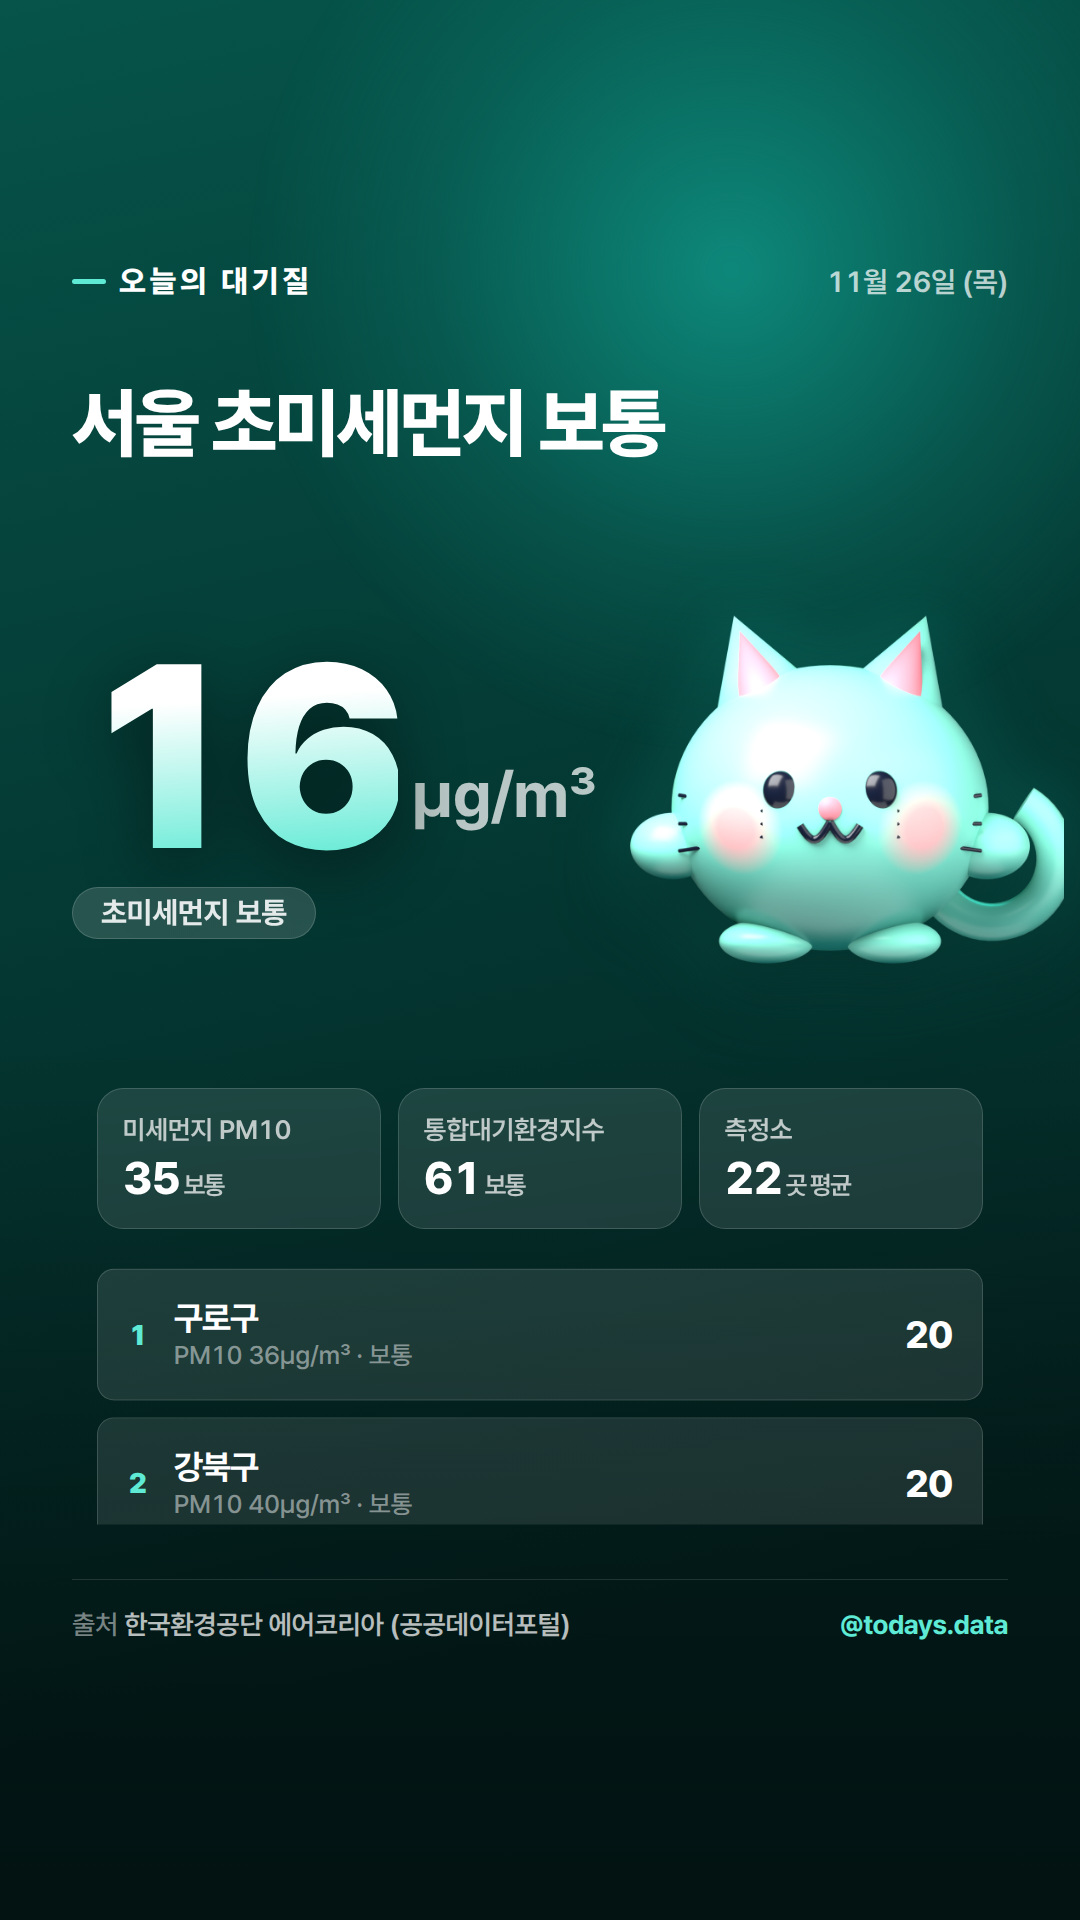 오늘의 대기질
11월 26일 (목)
서울 초미세먼지 보통
16 µg/m³
초미세먼지 보통
미세먼지 PM10
35 보통
통합대기환경지수
61 보통
측정소
22 곳 평균
1
구로구
PM10 36µg/m³ · 보통
20
2
강북구
PM10 40µg/m³ · 보통
20
출처 한국환경공단 에어코리아 (공공데이터포털)
@todays.data